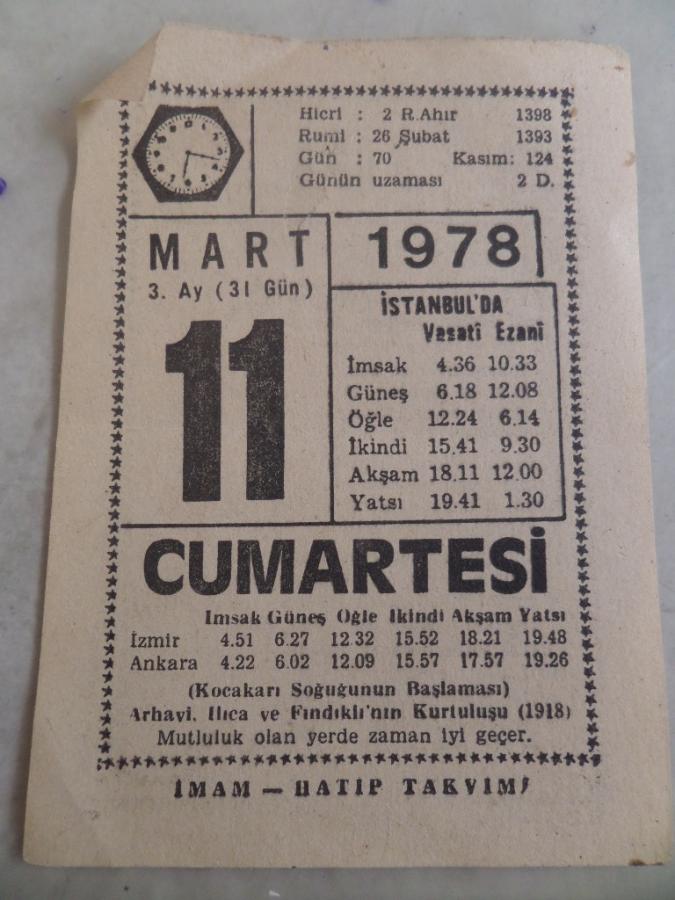 Hicri : 2 R.Ahır 1398
Rumi : 26 Şubat 1393
Gün : 70 Kasım: 124
Günün uzaması 2 D.
MART
3. Ay (31 Gün)
11
1978
İSTANBUL'DA
Vasatî Ezanî
İmsak 4.36 10.33
Güneş 6.18 12.08
Öğle 12.24 6.14
İkindi 15.41 9.30
Akşam 18.11 12.00
Yatsı 19.41 1.30
CUMARTESİ
Imsak Güneş Oğle Ikindi Akşam Yatsı
İzmir 4.51 6.27 12.32 15.52 18.21 19.48
Ankara 4.22 6.02 12.09 15.57 17.57 19.26
(Kocakarı Soğuğunun Başlaması)
Arhavi, Ilıca ve Fındıklı'nın Kurtuluşu (1918)
Mutluluk olan yerde zaman iyi geçer.
İMAM — HATİP TAKVİMİ